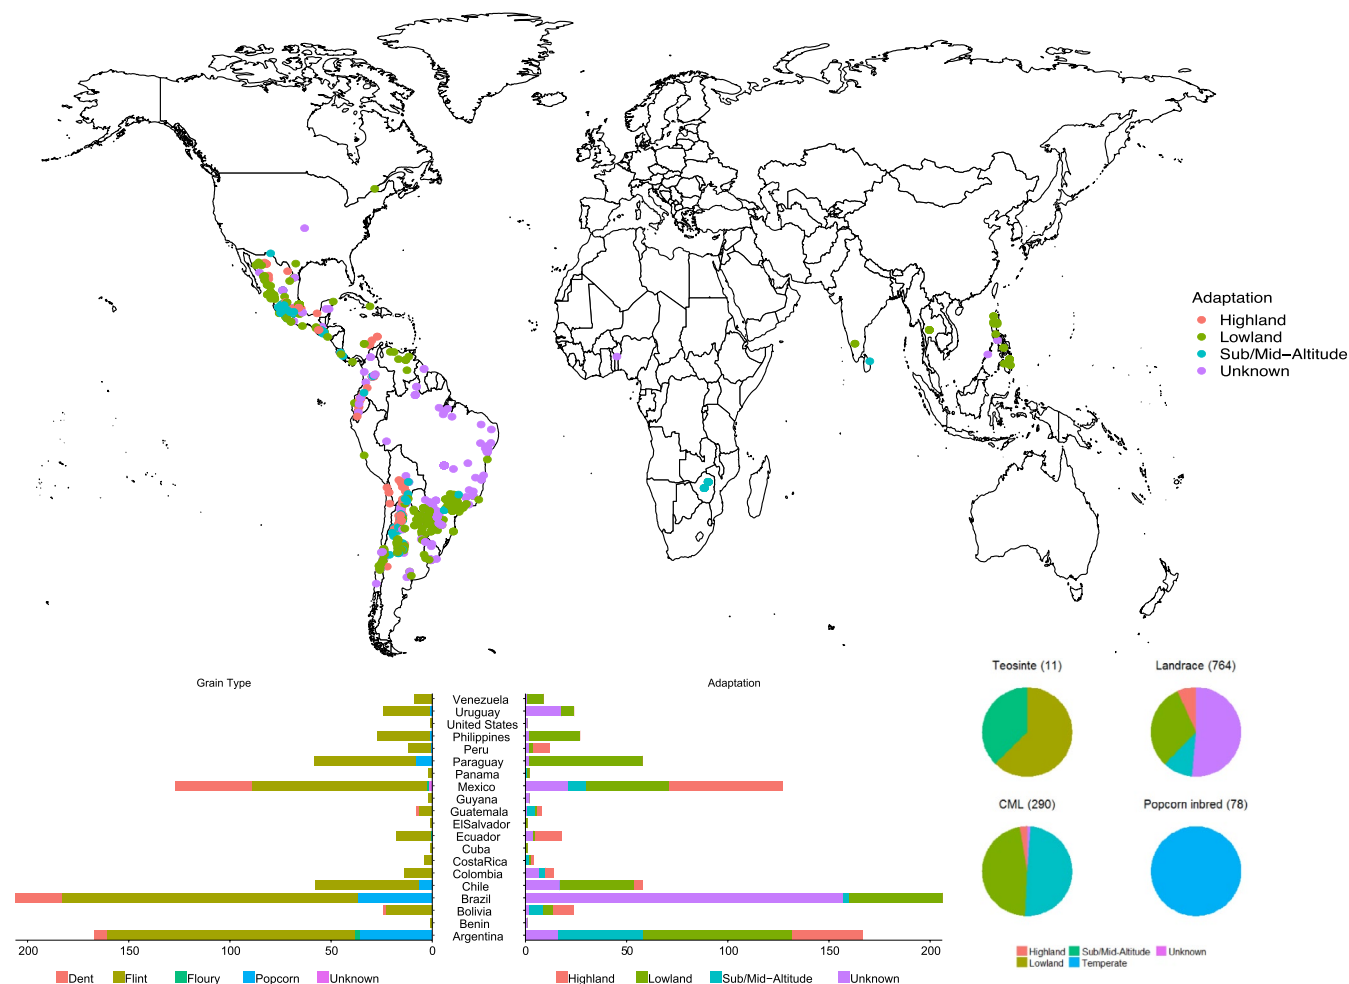 Adaptation
Highland
Lowland
Sub/Mid−Altitude
Unknown
Grain Type
Adaptation
Venezuela
Uruguay
United States
Philippines
Peru
Paraguay
Panama
Mexico
Guyana
Guatemala
ElSalvador
Ecuador
Cuba
CostaRica
Colombia
Chile
Brazil
Bolivia
Benin
Argentina
200 150 100 50 0
0 50 100 150 200
Dent Flint Floury Popcorn Unknown
Highland Lowland Sub/Mid−Altitude Unknown
Teosinte (11) Landrace (764)
CML (290) Popcorn inbred (78)
Highland Sub/Mid-Altitude Unknown
Lowland Temperate